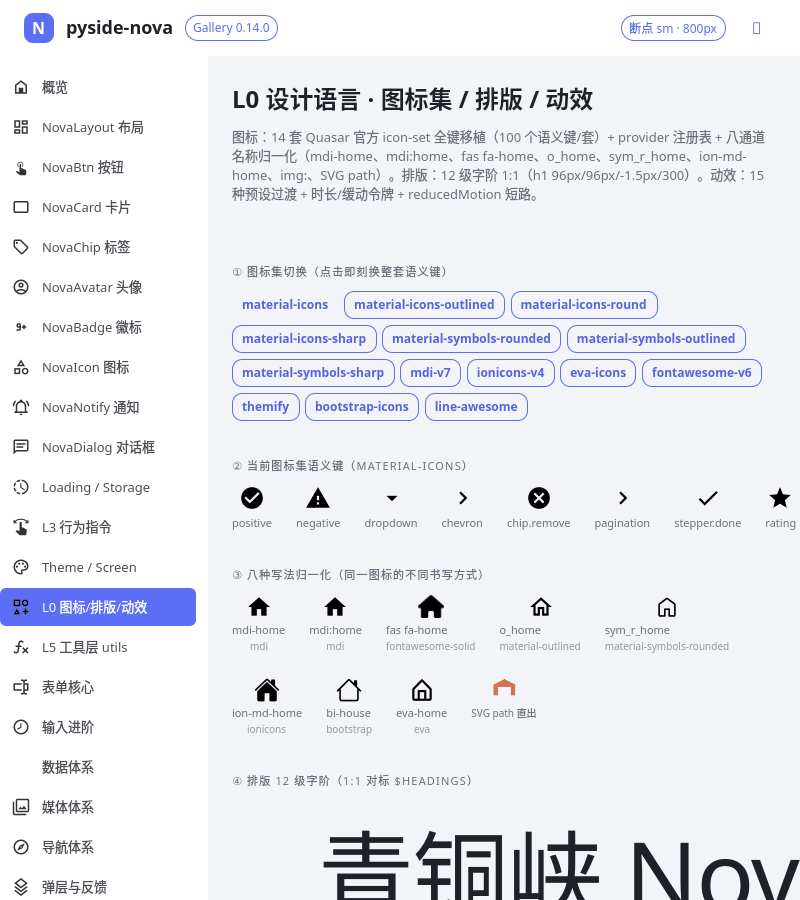 N pyside-nova Gallery 0.14.0 断点 sm · 800px
概览
NovaLayout 布局
NovaBtn 按钮
NovaCard 卡片
NovaChip 标签
NovaAvatar 头像
9+ NovaBadge 徽标
NovaIcon 图标
NovaNotify 通知
NovaDialog 对话框
Loading / Storage
L3 行为指令
Theme / Screen
L0 图标/排版/动效
L5 工具层 utils
表单核心
输入进阶
数据体系
媒体体系
导航体系
弹层与反馈
L0 设计语言 · 图标集 / 排版 / 动效
图标：14 套 Quasar 官方 icon-set 全键移植（100 个语义键/套）+ provider 注册表 + 八通道
名称归一化（mdi-home、mdi:home、fas fa-home、o_home、sym_r_home、ion-md-
home、img:、SVG path）。排版：12 级字阶 1:1（h1 96px/96px/-1.5px/300）。动效：15
种预设过渡 + 时长/缓动令牌 + reducedMotion 短路。
① 图标集切换（点击即刻换整套语义键）
material-icons material-icons-outlined material-icons-round
material-icons-sharp material-symbols-rounded material-symbols-outlined
material-symbols-sharp mdi-v7 ionicons-v4 eva-icons fontawesome-v6
themify bootstrap-icons line-awesome
② 当前图标集语义键（MATERIAL-ICONS）
positive negative dropdown chevron chip.remove pagination stepper.done rating
③ 八种写法归一化（同一图标的不同书写方式）
mdi-home mdi:home fas fa-home o_home sym_r_home
mdi mdi fontawesome-solid material-outlined material-symbols-rounded
ion-md-home bi-house eva-home SVG path 直出
ionicons bootstrap eva
④ 排版 12 级字阶（1:1 对标 $HEADINGS）
青铜峡 Nov